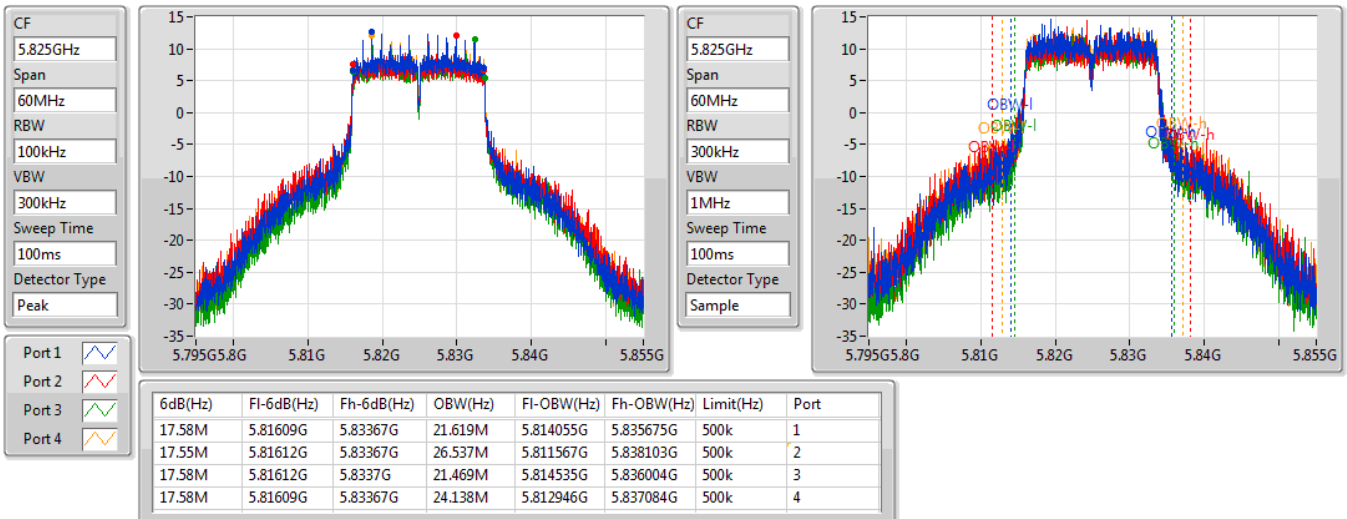 CF
5.825GHz
Span
60MHz
RBW
100kHz
VBW
300kHz
Sweep Time
100ms
Detector Type
Peak
15
10
5
0
-5
-10
-15
-20
-25
-30
-35
5.795G 5.8G 5.81G 5.82G 5.83G 5.84G 5.855G
CF
5.825GHz
Span
60MHz
RBW
300kHz
VBW
1MHz
Sweep Time
100ms
Detector Type
Sample
15
10
5
0
-5
-10
-15
-20
-25
-30
-35
OBW-l
OBW-l
OBW-h
5.795G 5.8G 5.81G 5.82G 5.83G 5.84G 5.855G
Port 1
Port 2
Port 3
Port 4
6dB(Hz) Fl-6dB(Hz) Fh-6dB(Hz) OBW(Hz) Fl-OBW(Hz) Fh-OBW(Hz) Limit(Hz) Port
17.58M 5.81609G 5.83367G 21.619M 5.814055G 5.835675G 500k 1
17.55M 5.81612G 5.83367G 26.537M 5.811567G 5.838103G 500k 2
17.58M 5.81612G 5.8337G 21.469M 5.814535G 5.836004G 500k 3
17.58M 5.81609G 5.83367G 24.138M 5.812946G 5.837084G 500k 4